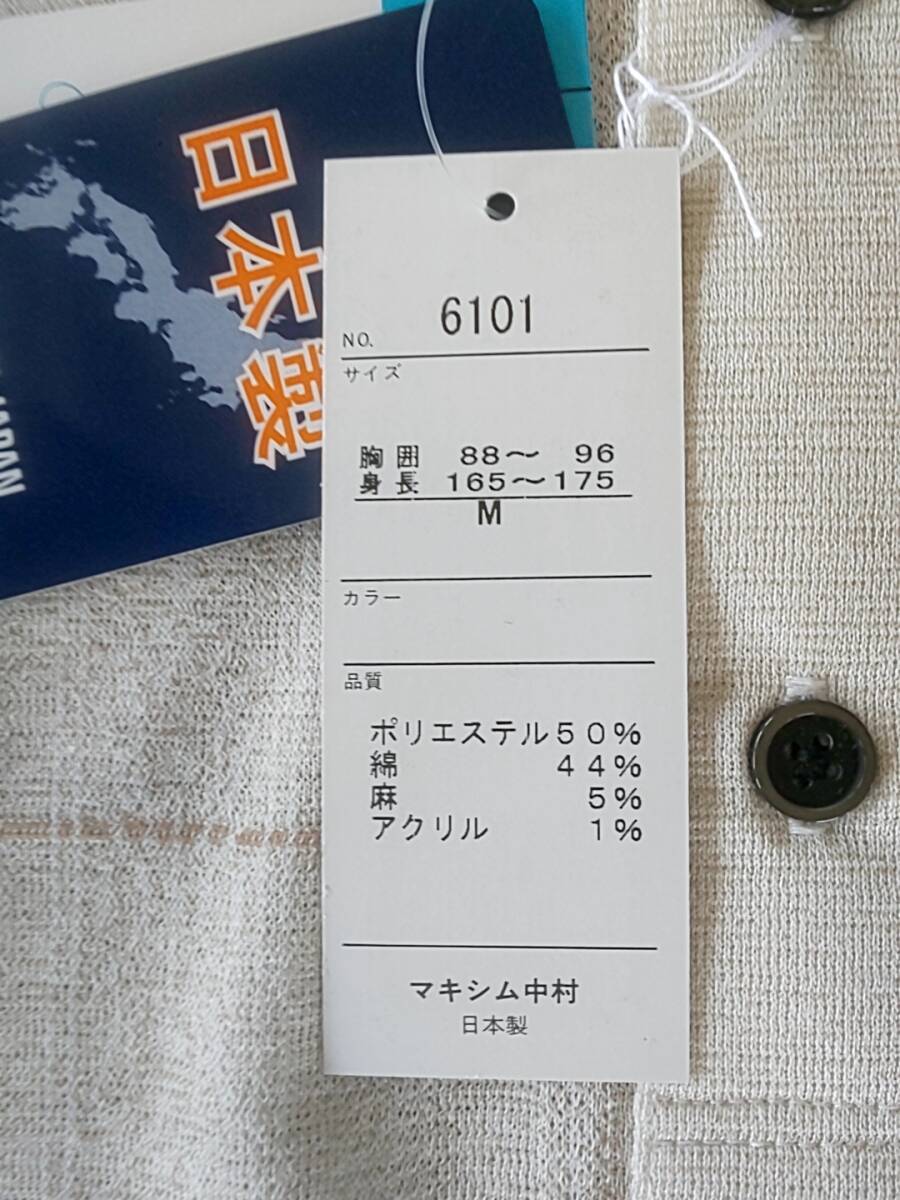 日本製
JAPAN
NO. 6101
サイズ
胸囲 88～ 96
身長 165～175
M
カラー
品質
ポリエステル50%
綿 44%
麻 5%
アクリル 1%
マキシム中村
日本製